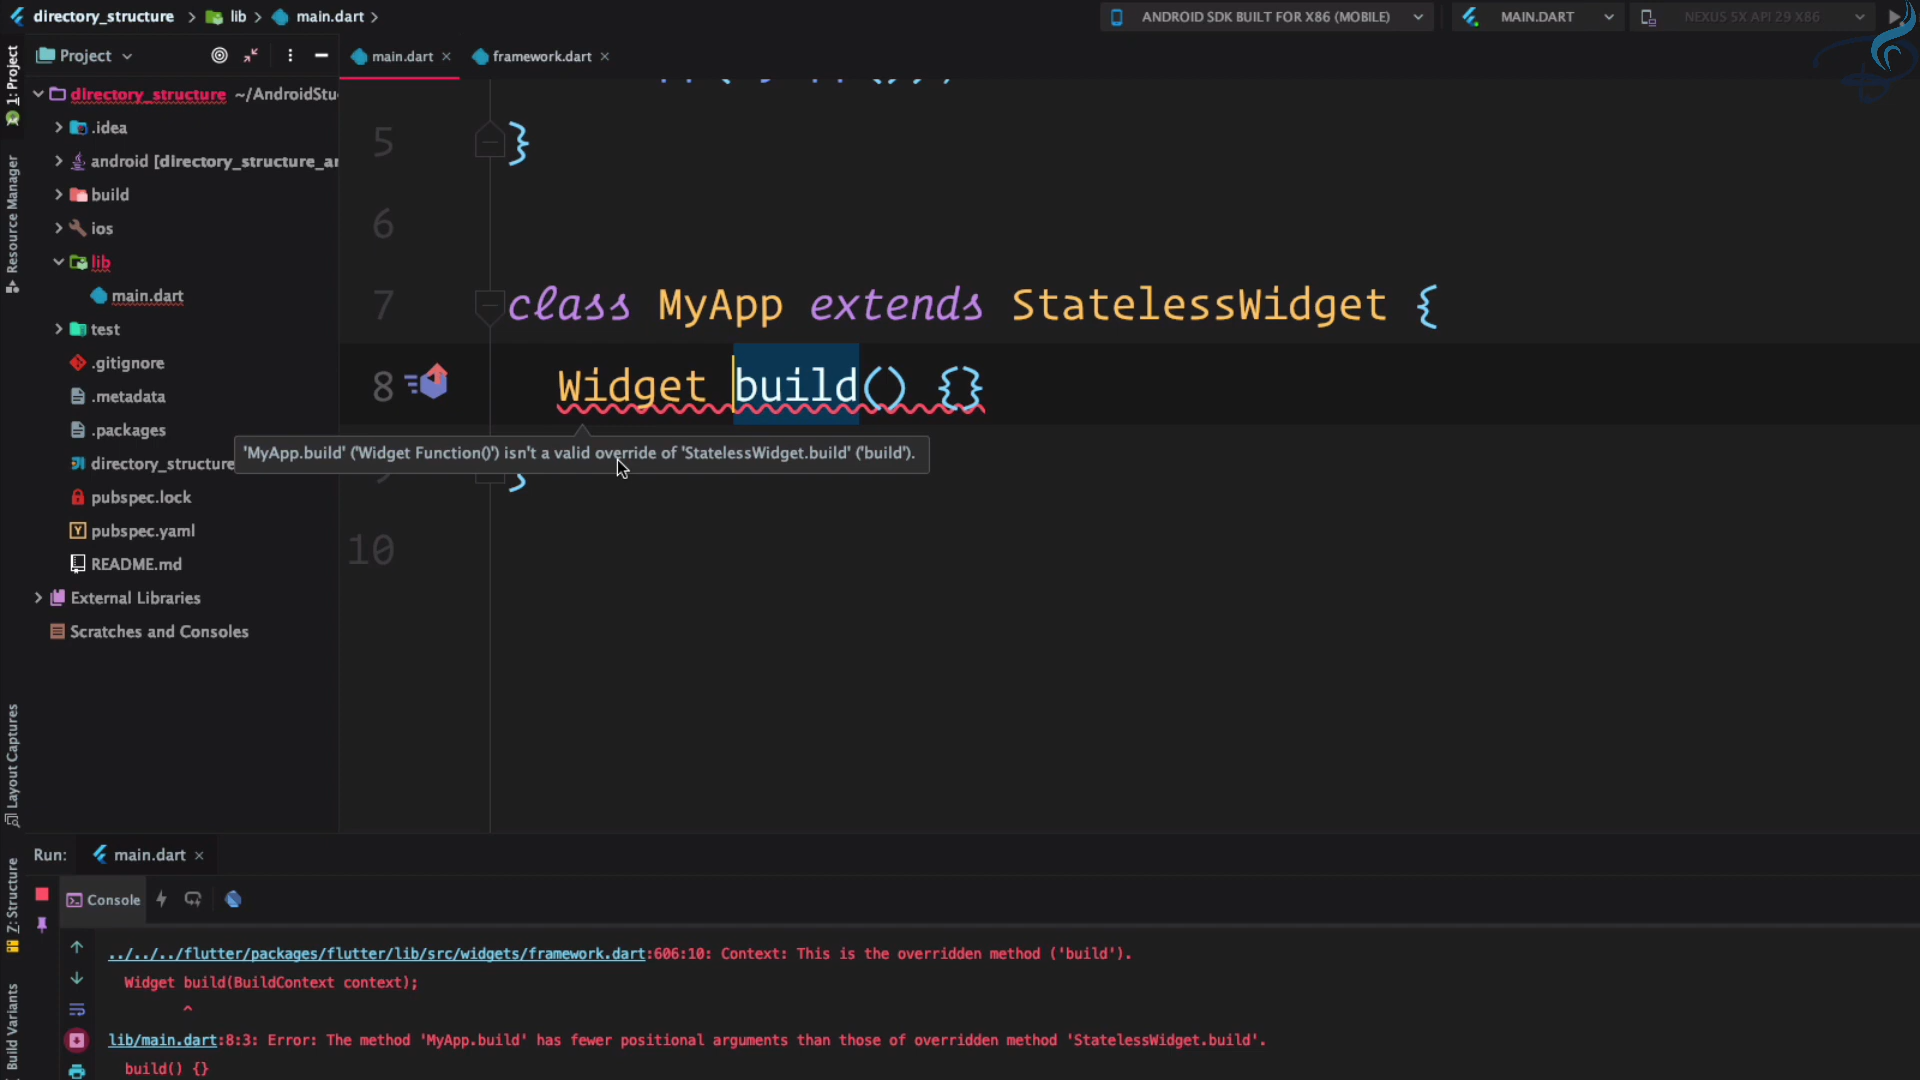 directory_structure > lib > main.dart >
ANDROID SDK BUILT FOR X86 (MOBILE)
MAIN.DART
NEXUS 5X API 29 X86
1: Project
Resource Manager
Layout Captures
Z: Structure
Build Variants
Project
main.dart
framework.dart
directory_structure ~/AndroidStu
.idea
android [directory_structure_an
build
ios
lib
main.dart
test
.gitignore
.metadata
.packages
directory_structure
pubspec.lock
pubspec.yaml
README.md
External Libraries
Scratches and Consoles
5 }
6
7 class MyApp extends StatelessWidget {
8 Widget build() {}
'MyApp.build' ('Widget Function()') isn't a valid override of 'StatelessWidget.build' ('build').
9 }
10
Run: main.dart
Console
../../../flutter/packages/flutter/lib/src/widgets/framework.dart:606:10: Context: This is the overridden method ('build').
Widget build(BuildContext context);
^
lib/main.dart:8:3: Error: The method 'MyApp.build' has fewer positional arguments than those of overridden method 'StatelessWidget.build'.
build() {}